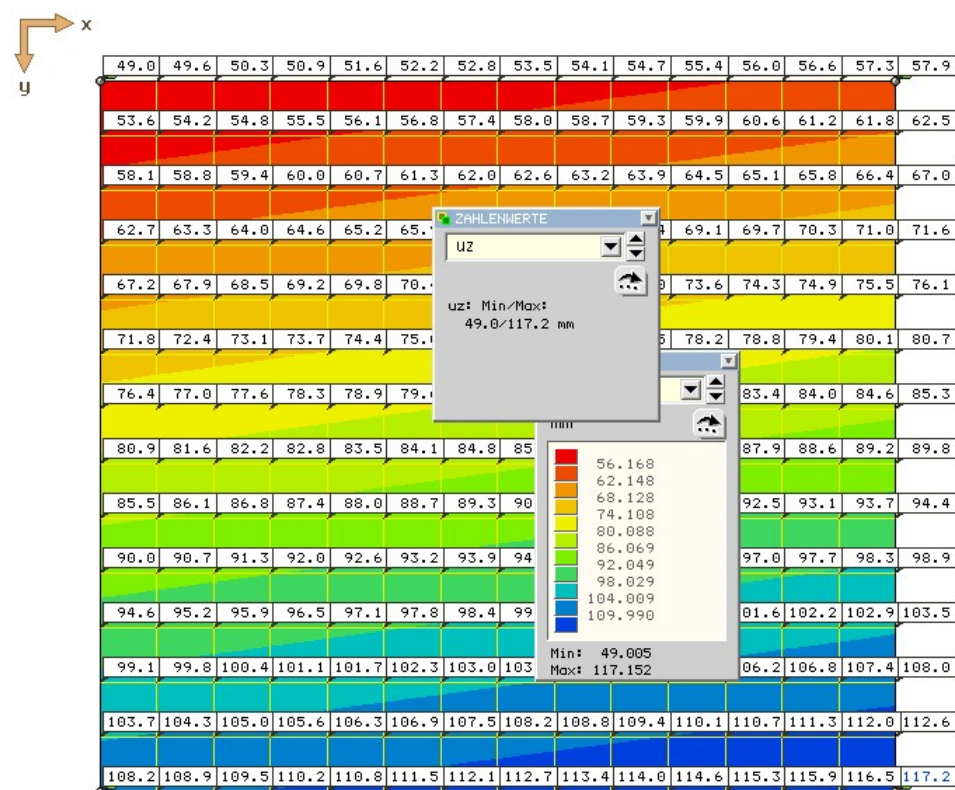 x
y
49.0 49.6 50.3 50.9 51.6 52.2 52.8 53.5 54.1 54.7 55.4 56.0 56.6 57.3 57.9
53.6 54.2 54.8 55.5 56.1 56.8 57.4 58.0 58.7 59.3 59.9 60.6 61.2 61.8 62.5
58.1 58.8 59.4 60.0 60.7 61.3 62.0 62.6 63.2 63.9 64.5 65.1 65.8 66.4 67.0
62.7 63.3 64.0 64.6 65.2 69.1 69.7 70.3 71.0 71.6
67.2 67.9 68.5 69.2 69.8 73.6 74.3 74.9 75.5 76.1
71.8 72.4 73.1 73.7 74.4 78.2 78.8 79.4 80.1 80.7
76.4 77.0 77.6 78.3 78.9 83.4 84.0 84.6 85.3
80.9 81.6 82.2 82.8 83.5 84.1 84.8 85 87.9 88.6 89.2 89.8
85.5 86.1 86.8 87.4 88.0 88.7 89.3 90 92.5 93.1 93.7 94.4
90.0 90.7 91.3 92.0 92.6 93.2 93.9 94 97.0 97.7 98.3 98.9
94.6 95.2 95.9 96.5 97.1 97.8 98.4 99 01.6 102.2 102.9 103.5
99.1 99.8 100.4 101.1 101.7 102.3 103.0 103 06.2 106.8 107.4 108.0
103.7 104.3 105.0 105.6 106.3 106.9 107.5 108.2 108.8 109.4 110.1 110.7 111.3 112.0 112.6
108.2 108.9 109.5 110.2 110.8 111.5 112.1 112.7 113.4 114.0 114.6 115.3 115.9 116.5 117.2
ZAHLENWERTE
uz
uz: Min/Max:
49.0/117.2 mm
mm
56.168
62.148
68.128
74.108
80.088
86.069
92.049
98.029
104.009
109.990
Min: 49.005
Max: 117.152